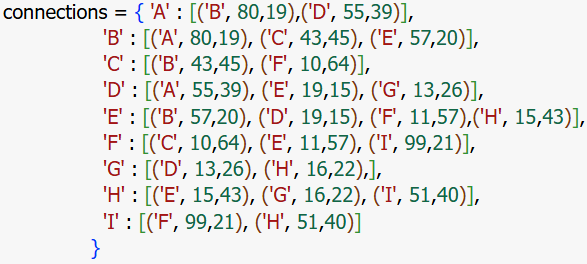 connections = { 'A' : [('B', 80,19),('D', 55,39)],
'B' : [('A', 80,19), ('C', 43,45), ('E', 57,20)],
'C' : [('B', 43,45), ('F', 10,64)],
'D' : [('A', 55,39), ('E', 19,15), ('G', 13,26)],
'E' : [('B', 57,20), ('D', 19,15), ('F', 11,57),('H', 15,43)],
'F' : [('C', 10,64), ('E', 11,57), ('I', 99,21)],
'G' : [('D', 13,26), ('H', 16,22),],
'H' : [('E', 15,43), ('G', 16,22), ('I', 51,40)],
'I' : [('F', 99,21), ('H', 51,40)]
}